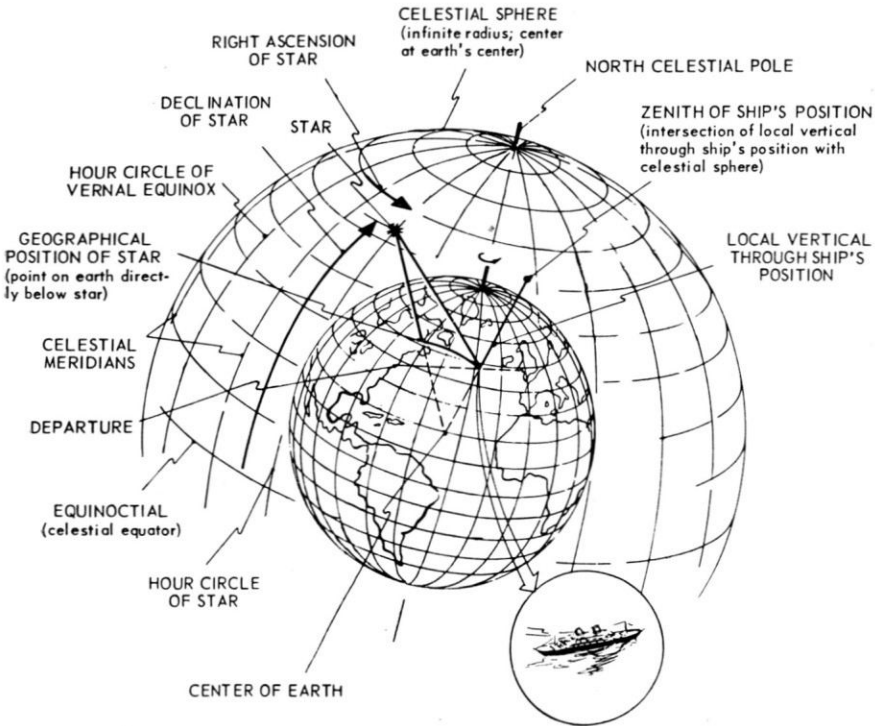 CELESTIAL SPHERE
(infinite radius; center
at earth's center)
RIGHT ASCENSION
OF STAR
NORTH CELESTIAL POLE
DECLINATION
OF STAR
STAR
ZENITH OF SHIP'S POSITION
(intersection of local vertical
through ship's position with
celestial sphere)
HOUR CIRCLE OF
VERNAL EQUINOX
GEOGRAPHICAL
POSITION OF STAR
(point on earth direct-
ly below star)
LOCAL VERTICAL
THROUGH SHIP'S
POSITION
CELESTIAL
MERIDIANS
DEPARTURE
EQUINOCTIAL
(celestial equator)
HOUR CIRCLE
OF STAR
CENTER OF EARTH